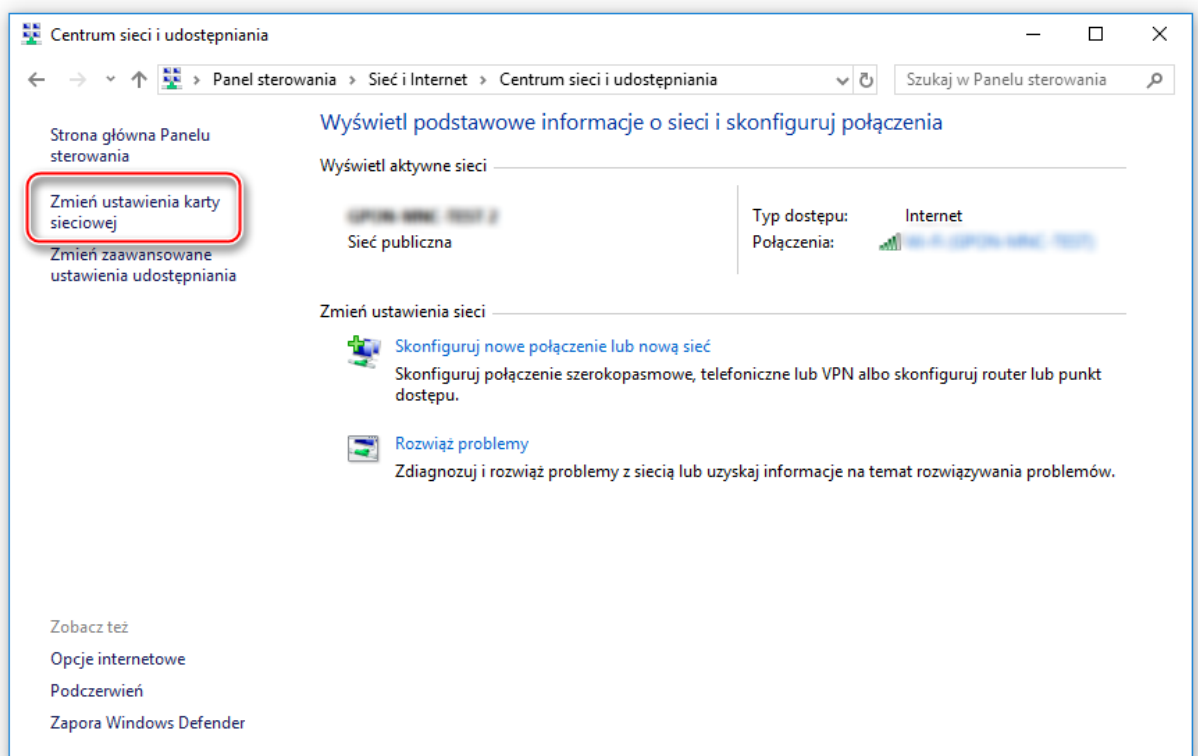 Centrum sieci i udostępniania
Panel sterowania > Sieć i Internet > Centrum sieci i udostępniania
Szukaj w Panelu sterowania
Strona główna Panelu
sterowania
Zmień ustawienia karty
sieciowej
Zmień zaawansowane
ustawienia udostępniania
Wyświetl podstawowe informacje o sieci i skonfiguruj połączenia
Wyświetl aktywne sieci
Sieć publiczna
Typ dostępu: Internet
Połączenia:
Zmień ustawienia sieci
Skonfiguruj nowe połączenie lub nową sieć
Skonfiguruj połączenie szerokopasmowe, telefoniczne lub VPN albo skonfiguruj router lub punkt
dostępu.
Rozwiąż problemy
Zdiagnozuj i rozwiąż problemy z siecią lub uzyskaj informacje na temat rozwiązywania problemów.
Zobacz też
Opcje internetowe
Podczerwień
Zapora Windows Defender